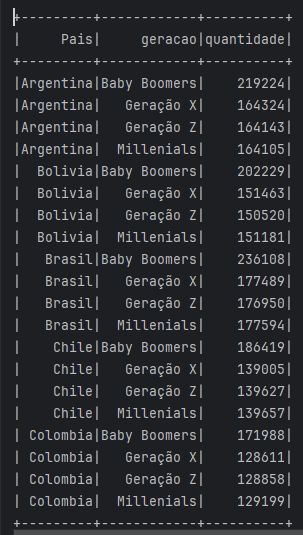 +---------+------------+----------+
|     Pais|     geracao|quantidade|
+---------+------------+----------+
|Argentina|Baby Boomers|    219224|
|Argentina|   Geração X|    164324|
|Argentina|   Geração Z|    164143|
|Argentina|  Millenials|    164105|
|  Bolivia|Baby Boomers|    202229|
|  Bolivia|   Geração X|    151463|
|  Bolivia|   Geração Z|    150520|
|  Bolivia|  Millenials|    151181|
|   Brasil|Baby Boomers|    236108|
|   Brasil|   Geração X|    177489|
|   Brasil|   Geração Z|    176950|
|   Brasil|  Millenials|    177594|
|    Chile|Baby Boomers|    186419|
|    Chile|   Geração X|    139005|
|    Chile|   Geração Z|    139627|
|    Chile|  Millenials|    139657|
| Colombia|Baby Boomers|    171988|
| Colombia|   Geração X|    128611|
| Colombia|   Geração Z|    128858|
| Colombia|  Millenials|    129199|
+---------+------------+----------+